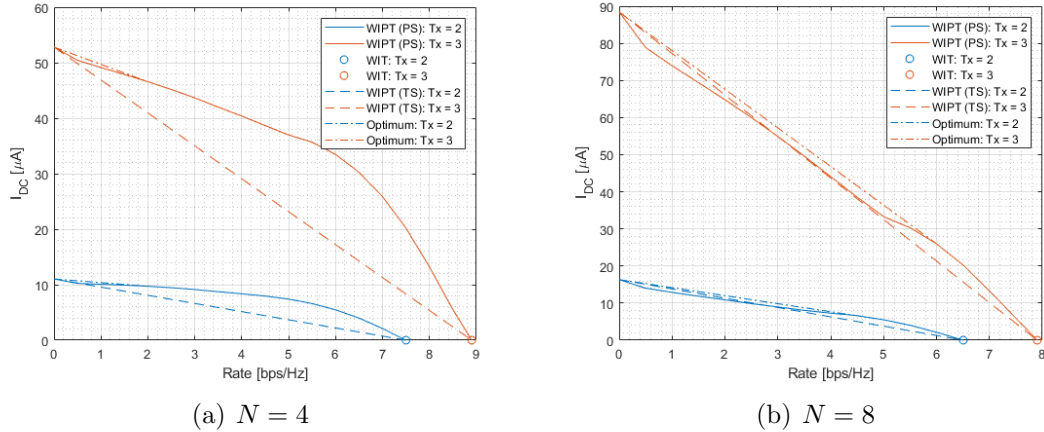 60
50
40
30
20
10
0
I_DC [μA]
0 1 2 3 4 5 6 7 8 9
Rate [bps/Hz]
WIPT (PS): Tx = 2
WIPT (PS): Tx = 3
WIT: Tx = 2
WIT: Tx = 3
WIPT (TS): Tx = 2
WIPT (TS): Tx = 3
Optimum: Tx = 2
Optimum: Tx = 3
(a) N = 4
90
80
70
60
50
40
30
20
10
0
I_DC [μA]
0 1 2 3 4 5 6 7 8
Rate [bps/Hz]
WIPT (PS): Tx = 2
WIPT (PS): Tx = 3
WIT: Tx = 2
WIT: Tx = 3
WIPT (TS): Tx = 2
WIPT (TS): Tx = 3
Optimum: Tx = 2
Optimum: Tx = 3
(b) N = 8